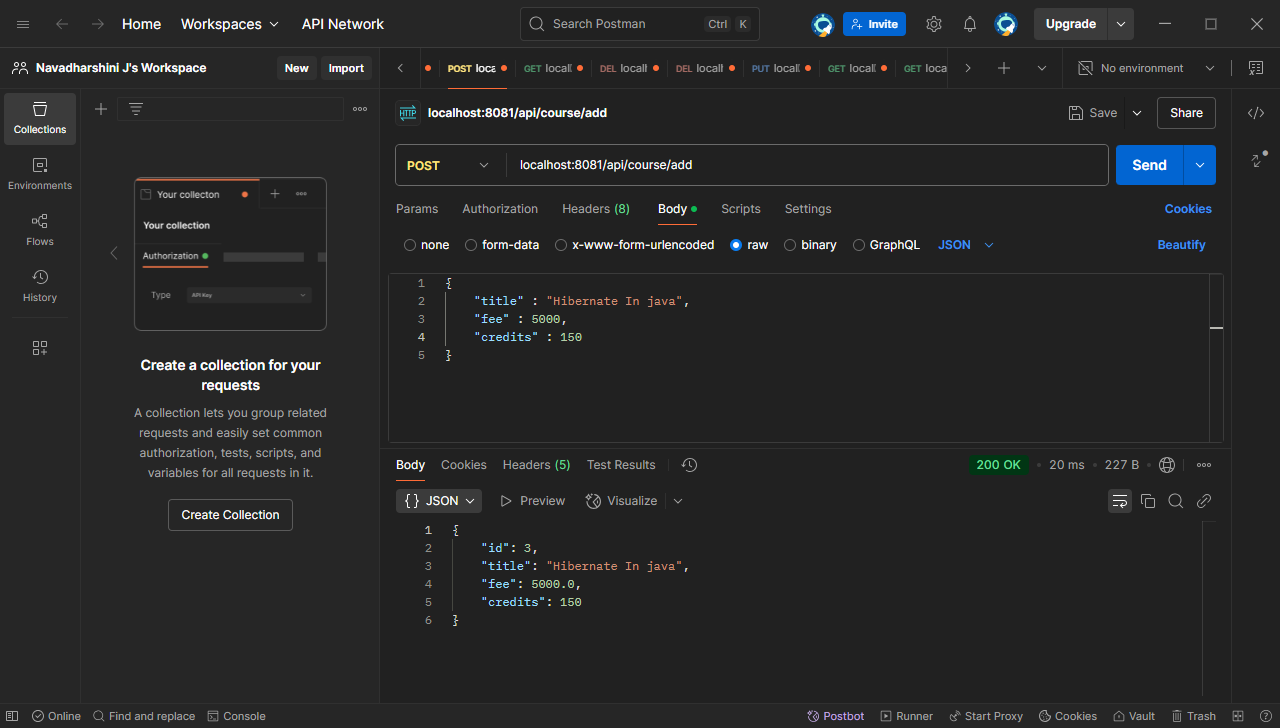 Home Workspaces API Network Search Postman Ctrl K Invite Upgrade
Navadharshini J's Workspace New Import POST loca GET locall DEL locall DEL locall PUT locall GET locall GET loca No environment
Collections
Environments
Flows
History
Your collecton
Your collection
Authorization
Type API Key
Create a collection for your
requests
A collection lets you group related
requests and easily set common
authorization, tests, scripts, and
variables for all requests in it.
Create Collection
HTTP localhost:8081/api/course/add Save Share
POST localhost:8081/api/course/add Send
Params Authorization Headers (8) Body Scripts Settings Cookies
none form-data x-www-form-urlencoded raw binary GraphQL JSON Beautify
1 {
2 "title" : "Hibernate In java",
3 "fee" : 5000,
4 "credits" : 150
5 }
Body Cookies Headers (5) Test Results 200 OK 20 ms 227 B
{} JSON Preview Visualize
1 {
2 "id": 3,
3 "title": "Hibernate In java",
4 "fee": 5000.0,
5 "credits": 150
6 }
Online Find and replace Console Postbot Runner Start Proxy Cookies Vault Trash